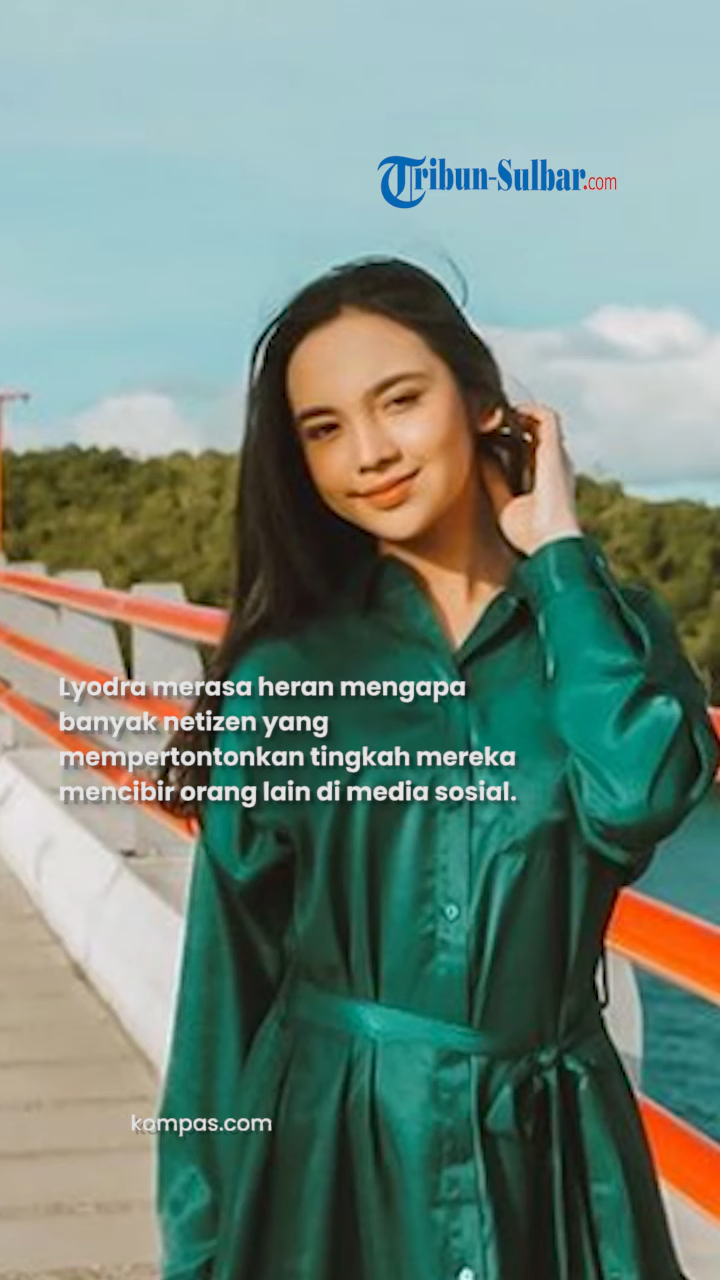 Tribun-Sulbar.com
Lyodra merasa heran mengapa
banyak netizen yang
mempertontonkan tingkah mereka
mencibir orang lain di media sosial.
kompas.com